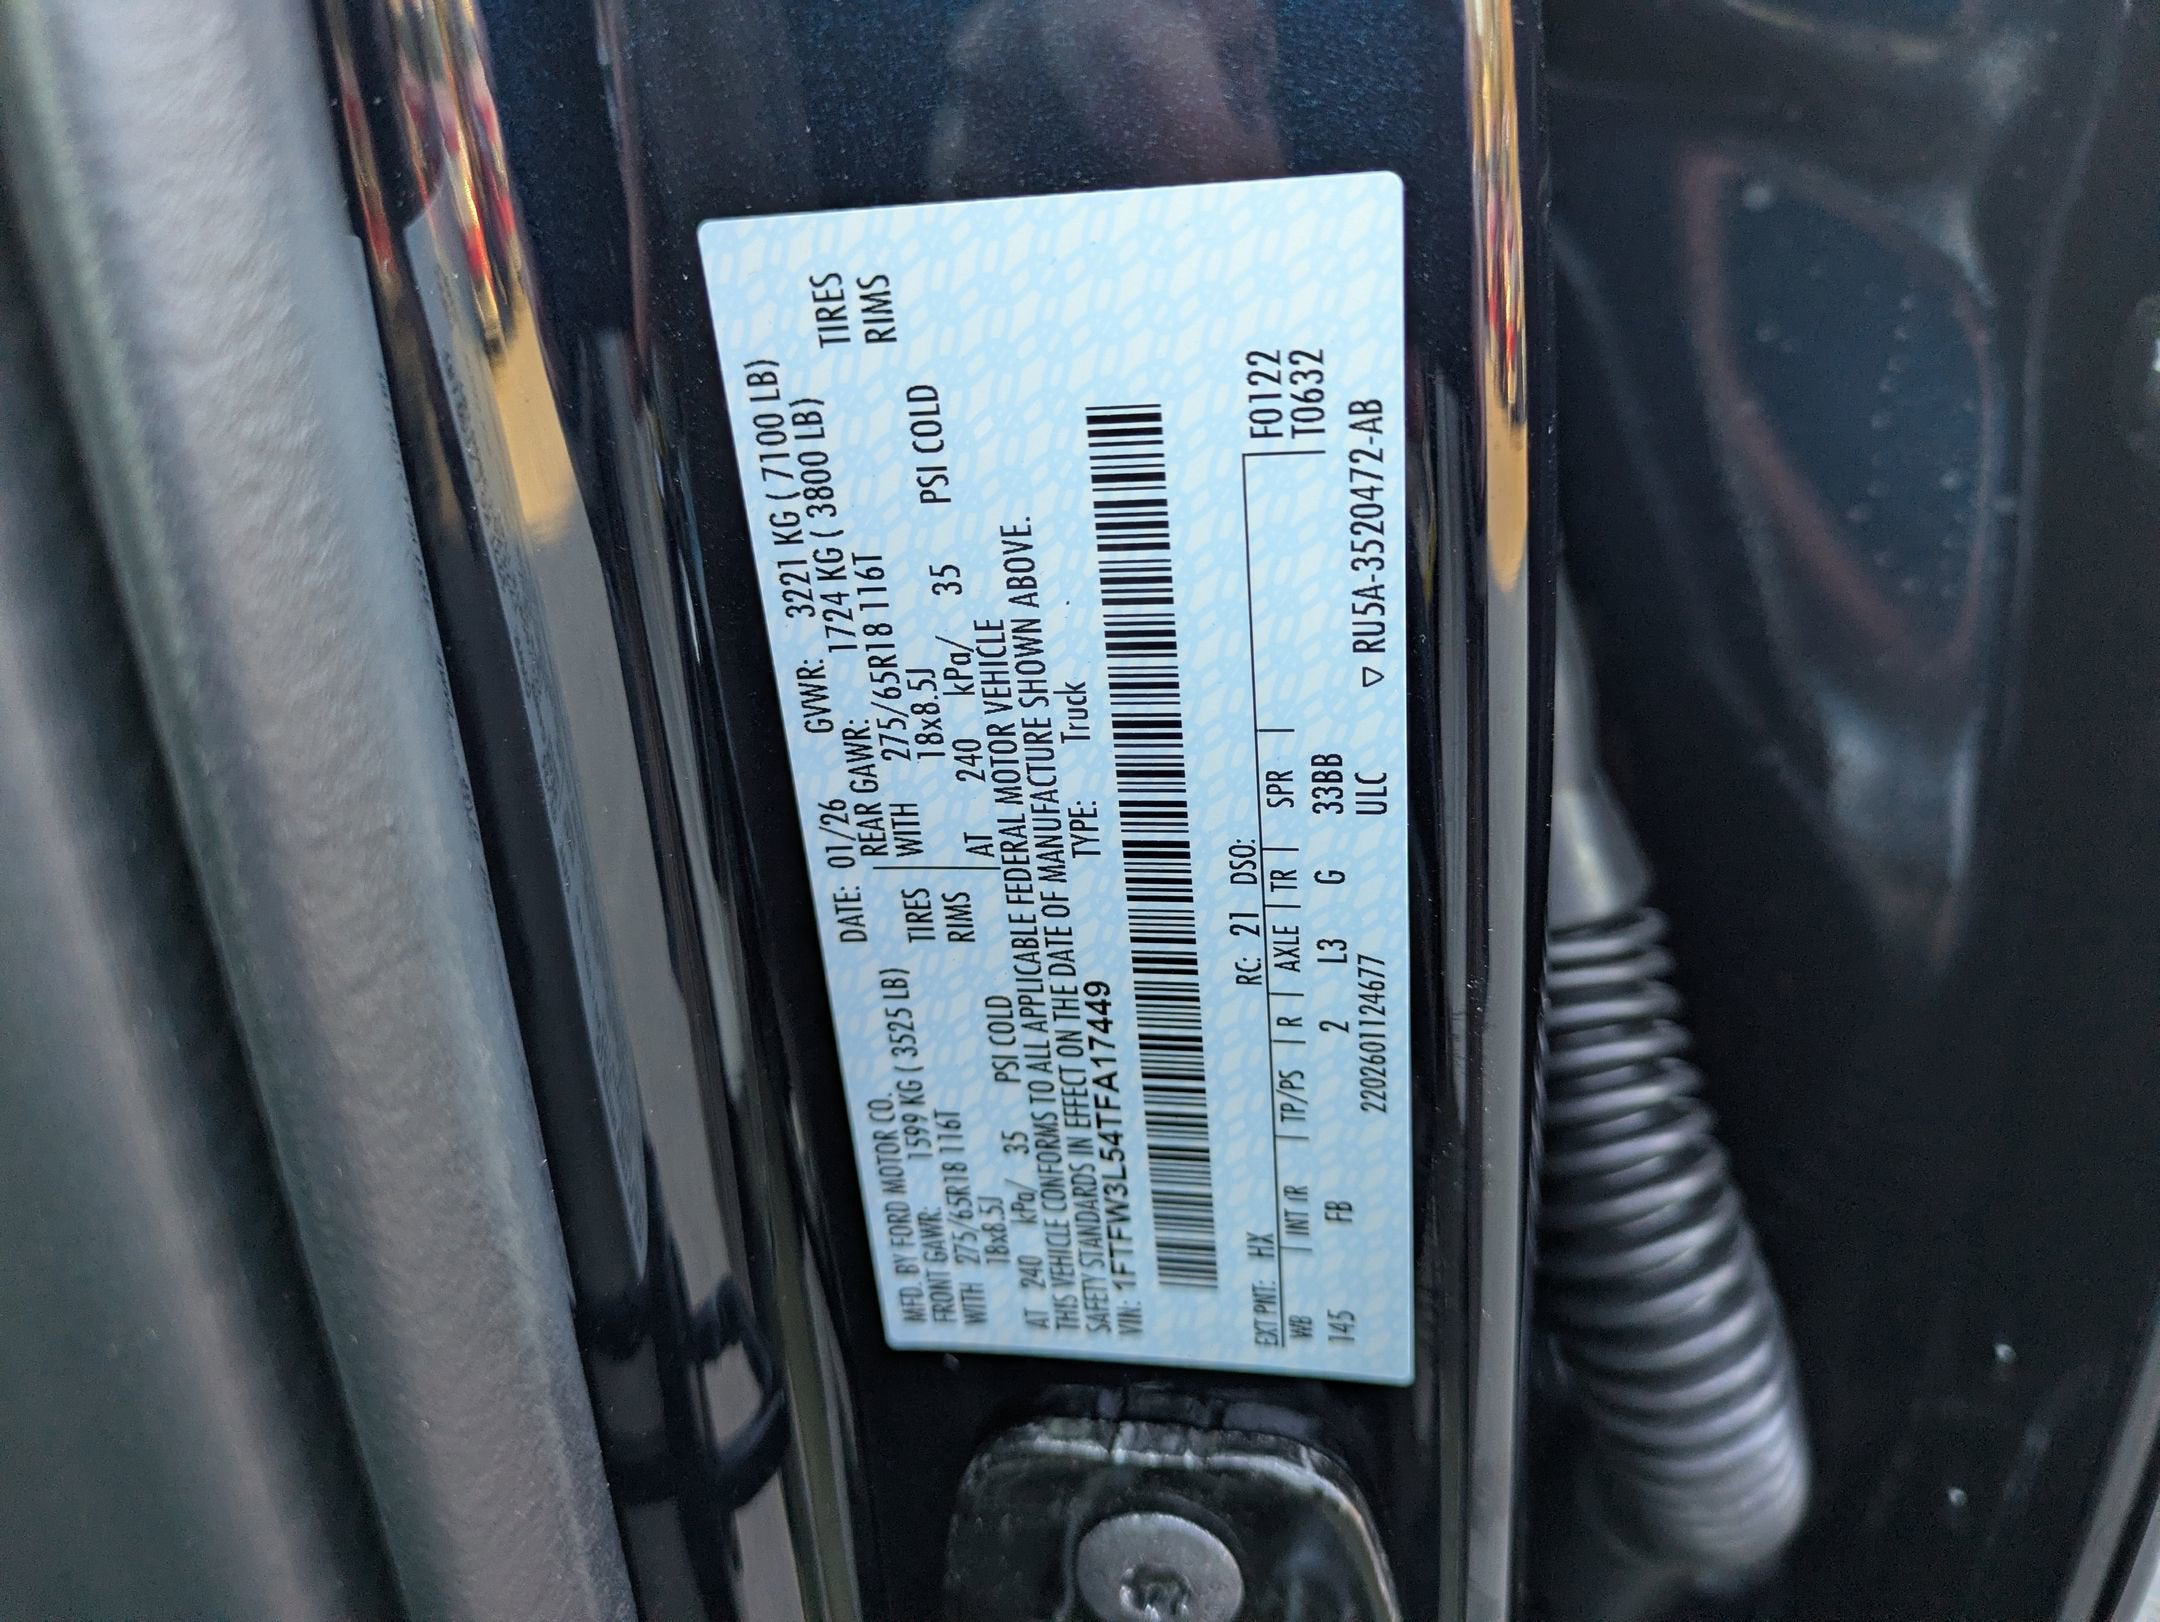 MFD. BY FORD MOTOR CO. DATE: 01/26 GVWR: 3221 KG ( 7100 LB)
FRONT GAWR: 1599 KG ( 3525 LB) REAR GAWR: 1724 KG ( 3800 LB)
WITH 275/65R18 116T TIRES WITH 275/65R18 116T TIRES
18x8.5J RIMS 18x8.5J RIMS
AT 240 kPa/ 35 PSI COLD AT 240 kPa/ 35 PSI COLD
THIS VEHICLE CONFORMS TO ALL APPLICABLE FEDERAL MOTOR VEHICLE
SAFETY STANDARDS IN EFFECT ON THE DATE OF MANUFACTURE SHOWN ABOVE.
VIN: 1FTFW3L54TFA17449 TYPE: Truck
EXT PNT: HX RC: 21 DSO: F0122
WB INT TR TP/PS R AXLE TR SPR T0632
145 FB 2 L3 G 33BB
2202601124677 ULC ▽ RU5A-3520472-AB